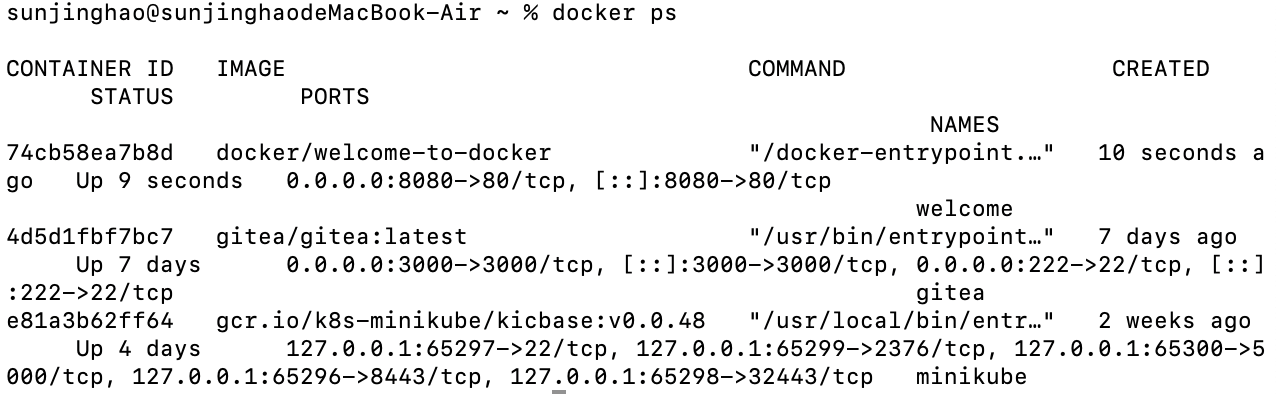 sunjinghao@sunjinghaodeMacBook-Air ~ % docker ps
CONTAINER ID   IMAGE                                 COMMAND                   CREATED
      STATUS         PORTS
                                                                  NAMES
74cb58ea7b8d   docker/welcome-to-docker              "/docker-entrypoint.…"   10 seconds a
go   Up 9 seconds   0.0.0.0:8080->80/tcp, [::]:8080->80/tcp
                                                                 welcome
4d5d1fbf7bc7   gitea/gitea:latest                    "/usr/bin/entrypoint…"   7 days ago
     Up 7 days      0.0.0.0:3000->3000/tcp, [::]:3000->3000/tcp, 0.0.0.0:222->22/tcp, [::]
:222->22/tcp                                                     gitea
e81a3b62ff64   gcr.io/k8s-minikube/kicbase:v0.0.48   "/usr/local/bin/entr…"   2 weeks ago
     Up 4 days      127.0.0.1:65297->22/tcp, 127.0.0.1:65299->2376/tcp, 127.0.0.1:65300->5
000/tcp, 127.0.0.1:65296->8443/tcp, 127.0.0.1:65298->32443/tcp   minikube